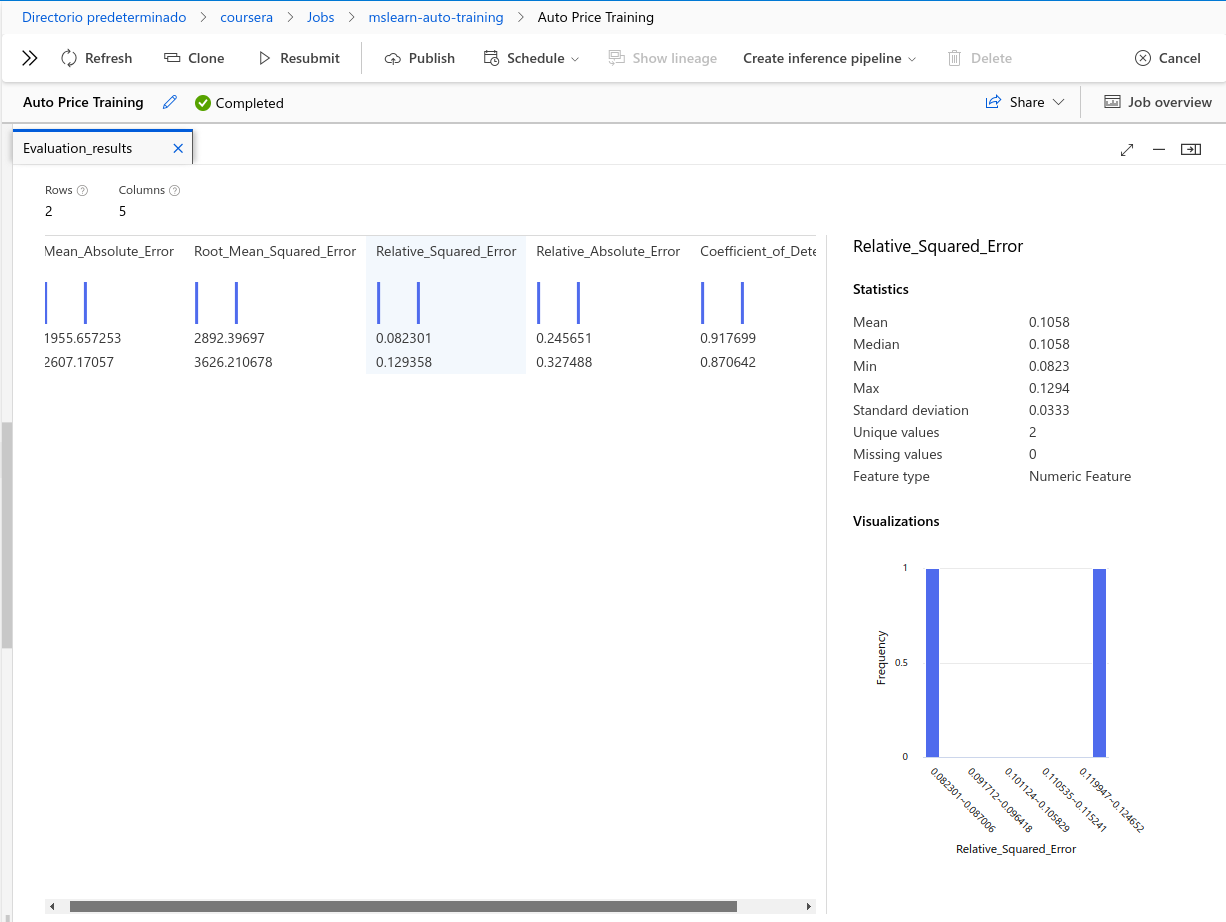 Directorio predeterminado > coursera > Jobs > mslearn-auto-training > Auto Price Training
Refresh Clone Resubmit Publish Schedule Show lineage Create inference pipeline Delete Cancel
Auto Price Training Completed Share Job overview
Evaluation_results
Rows Columns
2 5
Mean_Absolute_Error Root_Mean_Squared_Error Relative_Squared_Error Relative_Absolute_Error Coefficient_of_Dete
1955.657253 2892.39697 0.082301 0.245651 0.917699
2607.17057 3626.210678 0.129358 0.327488 0.870642
Relative_Squared_Error
Statistics
Mean 0.1058
Median 0.1058
Min 0.0823
Max 0.1294
Standard deviation 0.0333
Unique values 2
Missing values 0
Feature type Numeric Feature
Visualizations
1
0.5
0
Frequency
0.082301~0.087006
0.091712~0.096418
0.101124~0.105829
0.110535~0.115241
0.119947~0.124652
Relative_Squared_Error